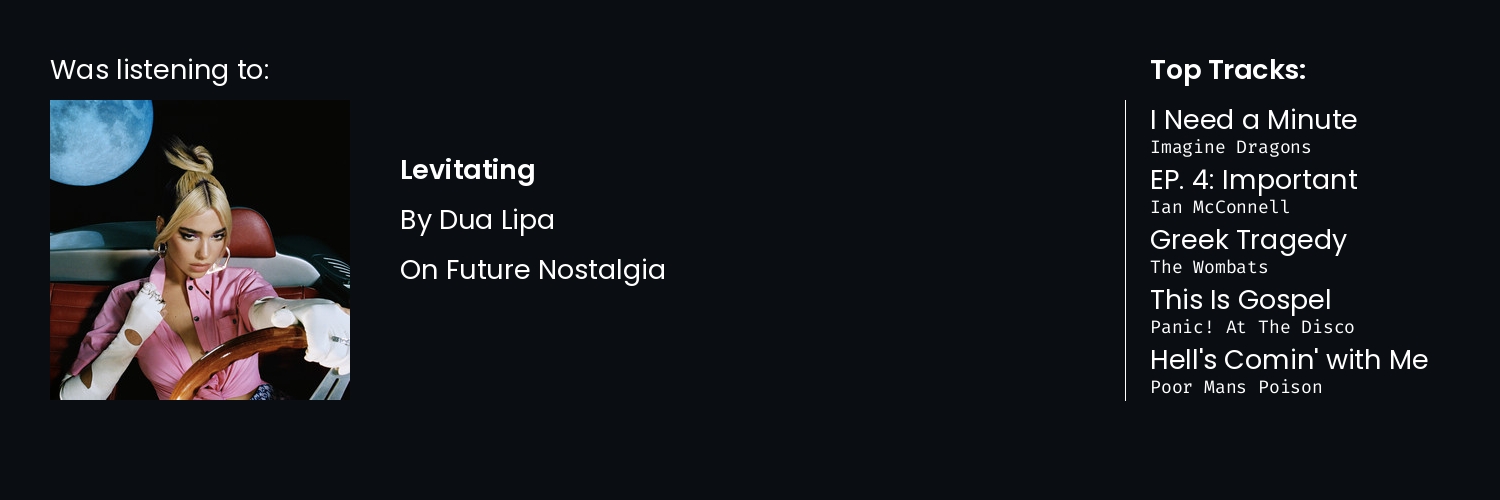 Was listening to:
Levitating
By Dua Lipa
On Future Nostalgia
Top Tracks:
I Need a Minute
Imagine Dragons
EP. 4: Important
Ian McConnell
Greek Tragedy
The Wombats
This Is Gospel
Panic! At The Disco
Hell's Comin' with Me
Poor Mans Poison